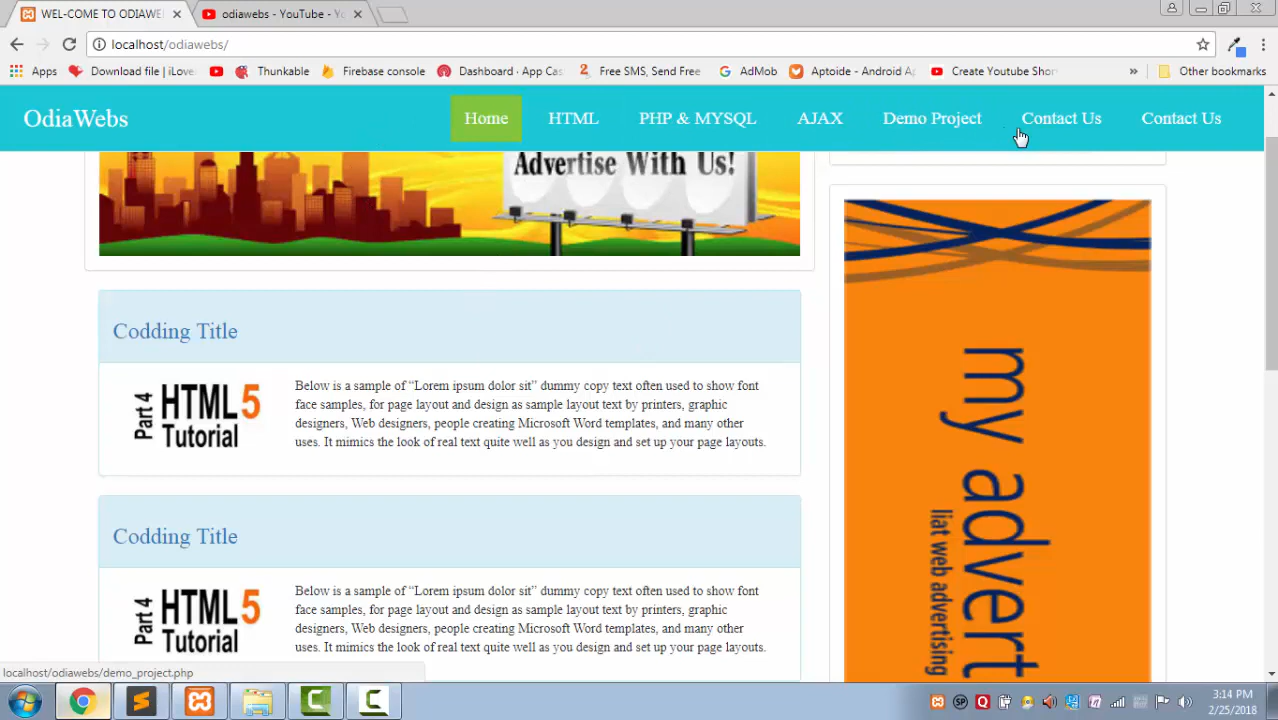 WEL-COME TO ODIAWE
odiawebs - YouTube - Yo
localhost/odiawebs/
Apps
Download file | iLove
Thunkable
Firebase console
Dashboard - App Cas
Free SMS, Send Free
AdMob
Aptoide - Android Ap
Create Youtube Short
»
Other bookmarks
OdiaWebs
Home
HTML
PHP & MYSQL
AJAX
Demo Project
Contact Us
Contact Us
Advertise With Us!
Codding Title
Part 4
HTML5
Tutorial
Below is a sample of “Lorem ipsum dolor sit” dummy copy text often used to show font
face samples, for page layout and design as sample layout text by printers, graphic
designers, Web designers, people creating Microsoft Word templates, and many other
uses. It mimics the look of real text quite well as you design and set up your page layouts.
Codding Title
Part 4
HTML5
Tutorial
Below is a sample of “Lorem ipsum dolor sit” dummy copy text often used to show font
face samples, for page layout and design as sample layout text by printers, graphic
designers, Web designers, people creating Microsoft Word templates, and many other
uses. It mimics the look of real text quite well as you design and set up your page layouts.
my advert
liat web advertising
localhost/odiawebs/demo_project.php
3:14 PM
2/25/2018